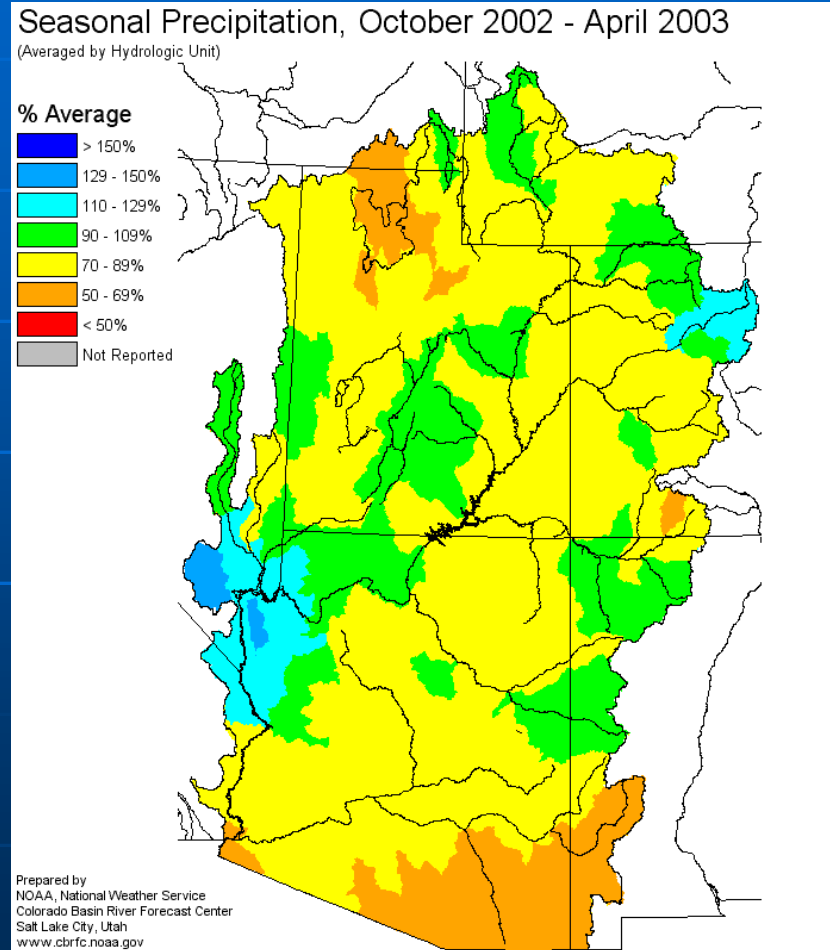 Seasonal Precipitation, October 2002 - April 2003
(Averaged by Hydrologic Unit)
% Average
> 150%
129 - 150%
110 - 129%
90 - 109%
70 - 89%
50 - 69%
< 50%
Not Reported
Prepared by
NOAA, National Weather Service
Colorado Basin River Forecast Center
Salt Lake City, Utah
www.cbrfc.noaa.gov